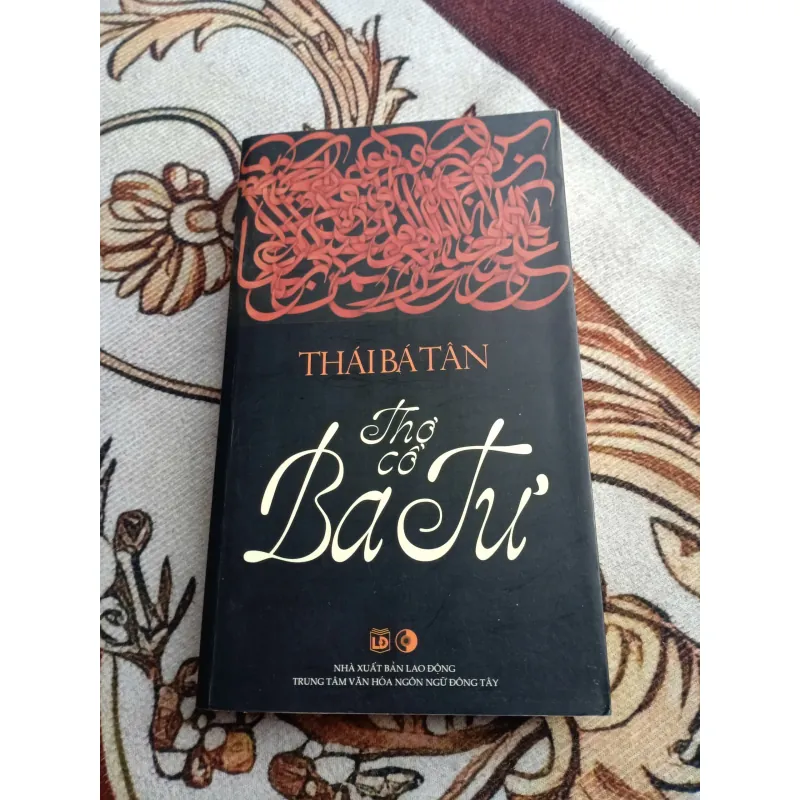 THÁI BÁ TÂN
Thơ
cổ
Ba Tư
LĐ
NHÀ XUẤT BẢN LAO ĐỘNG
TRUNG TÂM VĂN HÓA NGÔN NGỮ ĐÔNG TÂY